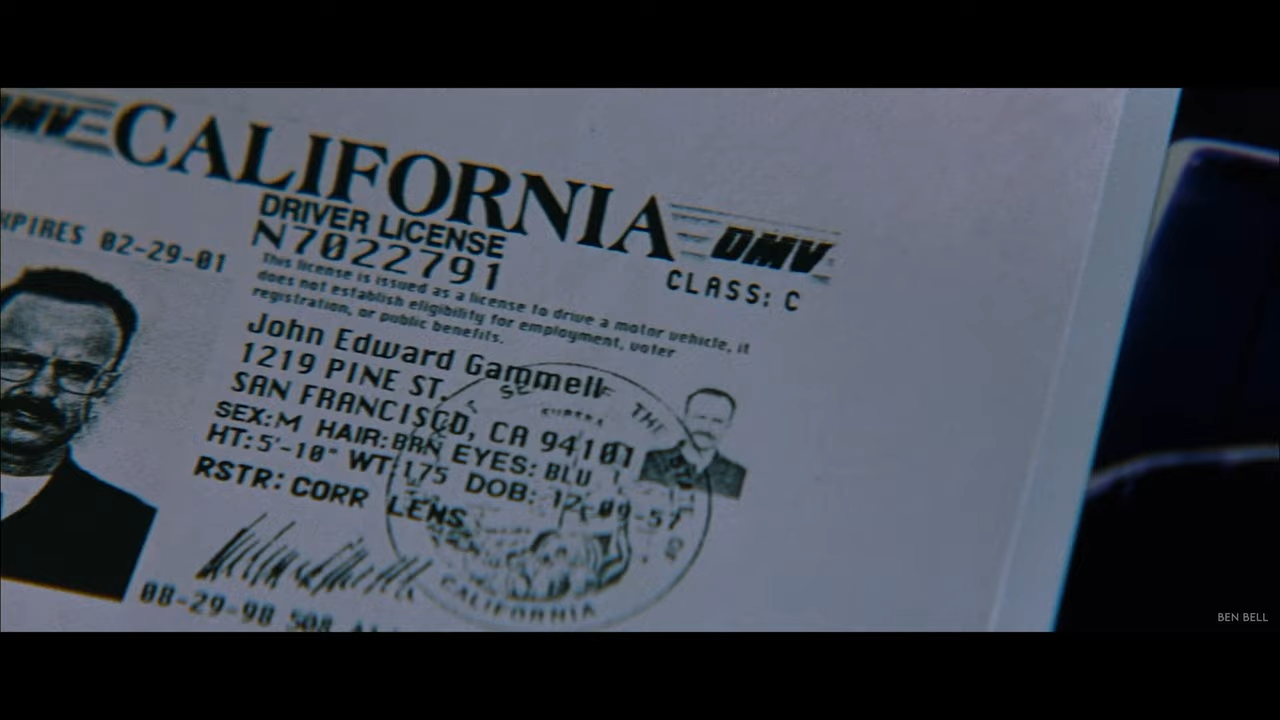 DMV CALIFORNIA DMV
DRIVER LICENSE
EXPIRES 02-29-01
N7022791
CLASS: C
This license is issued as a license to drive a motor vehicle, it
does not establish eligibility for employment, voter
registration, or public benefits.
John Edward Gammell
1219 PINE ST.
SAN FRANCISCO, CA 94101
SEX:M HAIR:BRN EYES: BLU
HT:5'-10" WT:175 DOB: 12-09-57
RSTR: CORR LENS
THE
CALIFORNIA
08-29-98 508
BEN BELL